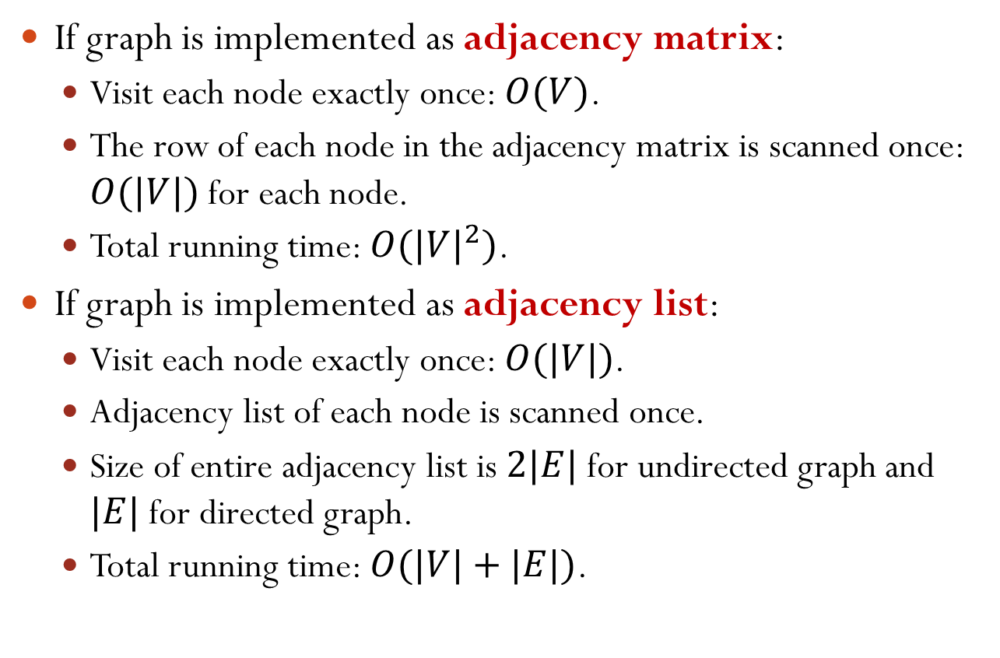 • If graph is implemented as adjacency matrix:
• Visit each node exactly once: O(V).
• The row of each node in the adjacency matrix is scanned once:
O(|V|) for each node.
• Total running time: O(|V|²).
• If graph is implemented as adjacency list:
• Visit each node exactly once: O(|V|).
• Adjacency list of each node is scanned once.
• Size of entire adjacency list is 2|E| for undirected graph and
|E| for directed graph.
• Total running time: O(|V| + |E|).